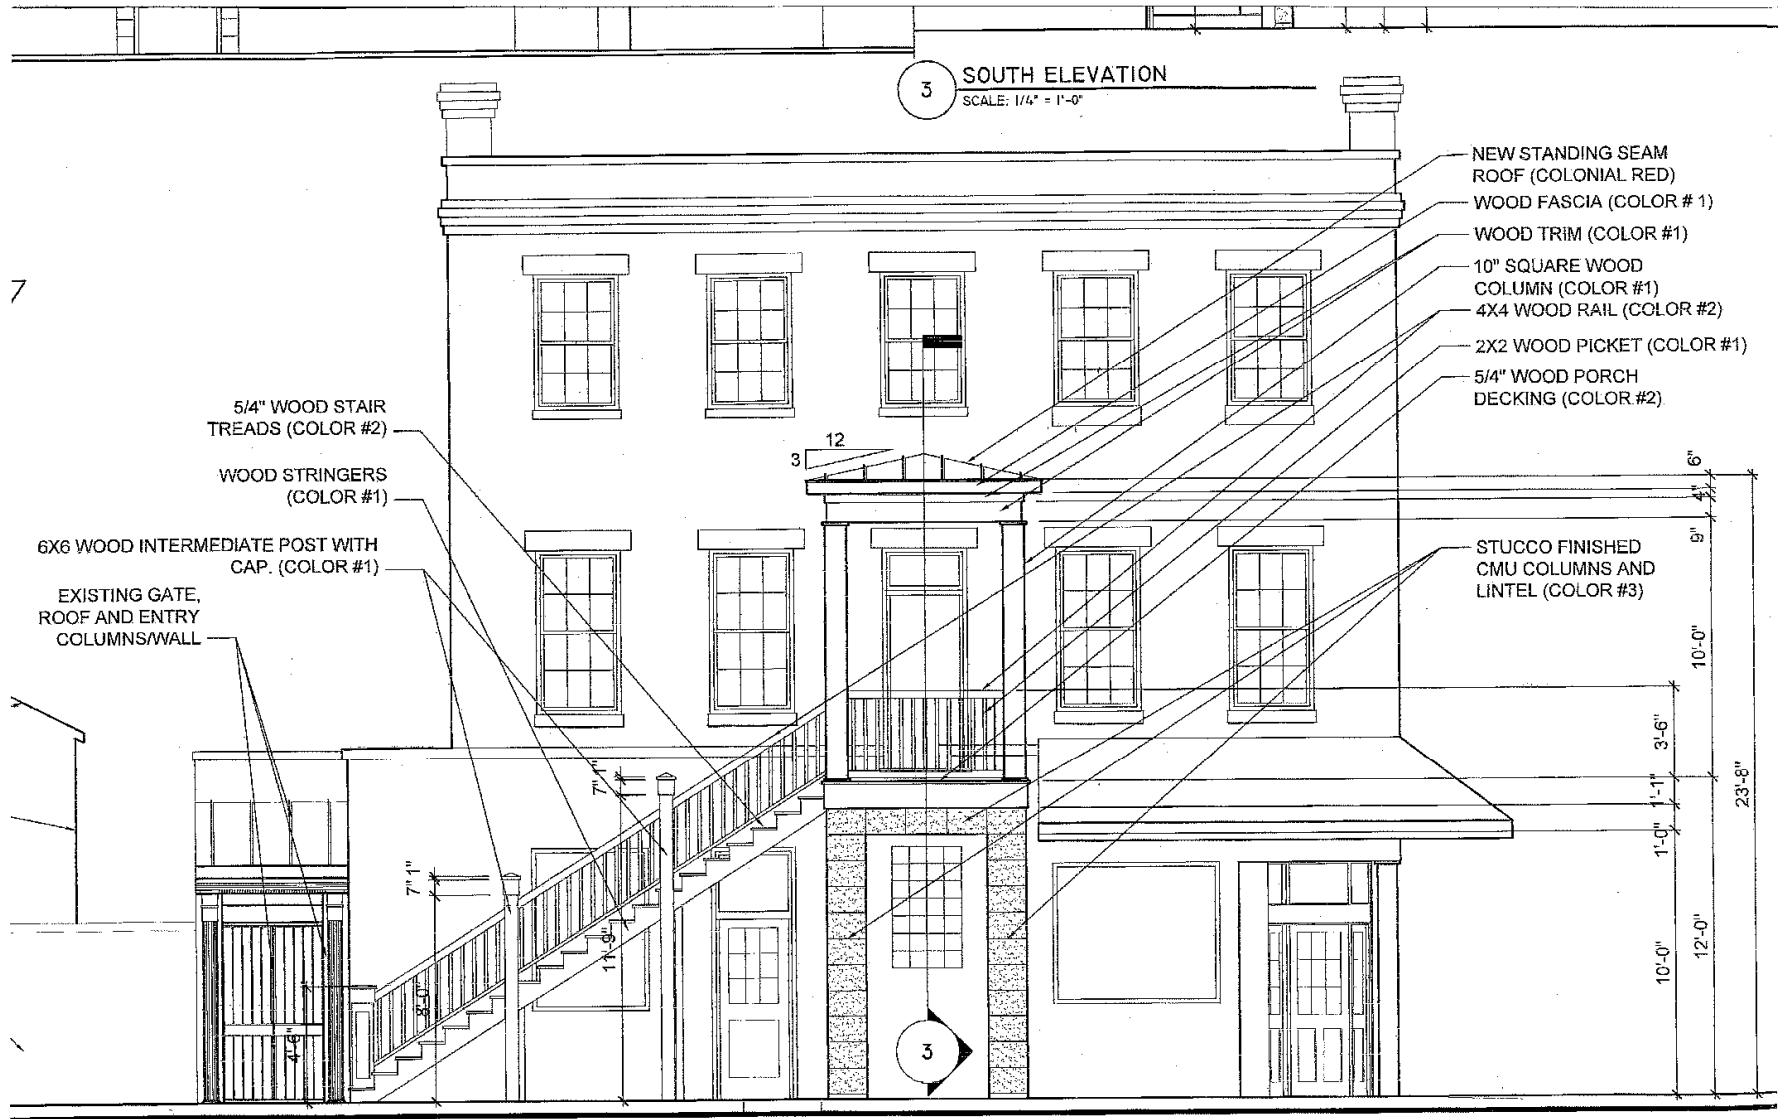 3
SOUTH ELEVATION
SCALE: 1/4" = 1'-0"
NEW STANDING SEAM
ROOF (COLONIAL RED)
WOOD FASCIA (COLOR # 1)
WOOD TRIM (COLOR #1)
10" SQUARE WOOD
COLUMN (COLOR #1)
4X4 WOOD RAIL (COLOR #2)
2X2 WOOD PICKET (COLOR #1)
5/4" WOOD PORCH
DECKING (COLOR #2)
7
5/4" WOOD STAIR
TREADS (COLOR #2)
WOOD STRINGERS
(COLOR #1)
6X6 WOOD INTERMEDIATE POST WITH
CAP. (COLOR #1)
EXISTING GATE,
ROOF AND ENTRY
COLUMNS/WALL
12
3
STUCCO FINISHED
CMU COLUMNS AND
LINTEL (COLOR #3)
6"
4"
9"
10'-0"
3'-6"
1'-1"
23'-8"
1'-0"
12'-0"
10'-0"
7" 1"
7" 1"
11'-9"
8'-0"
4'-6"
3